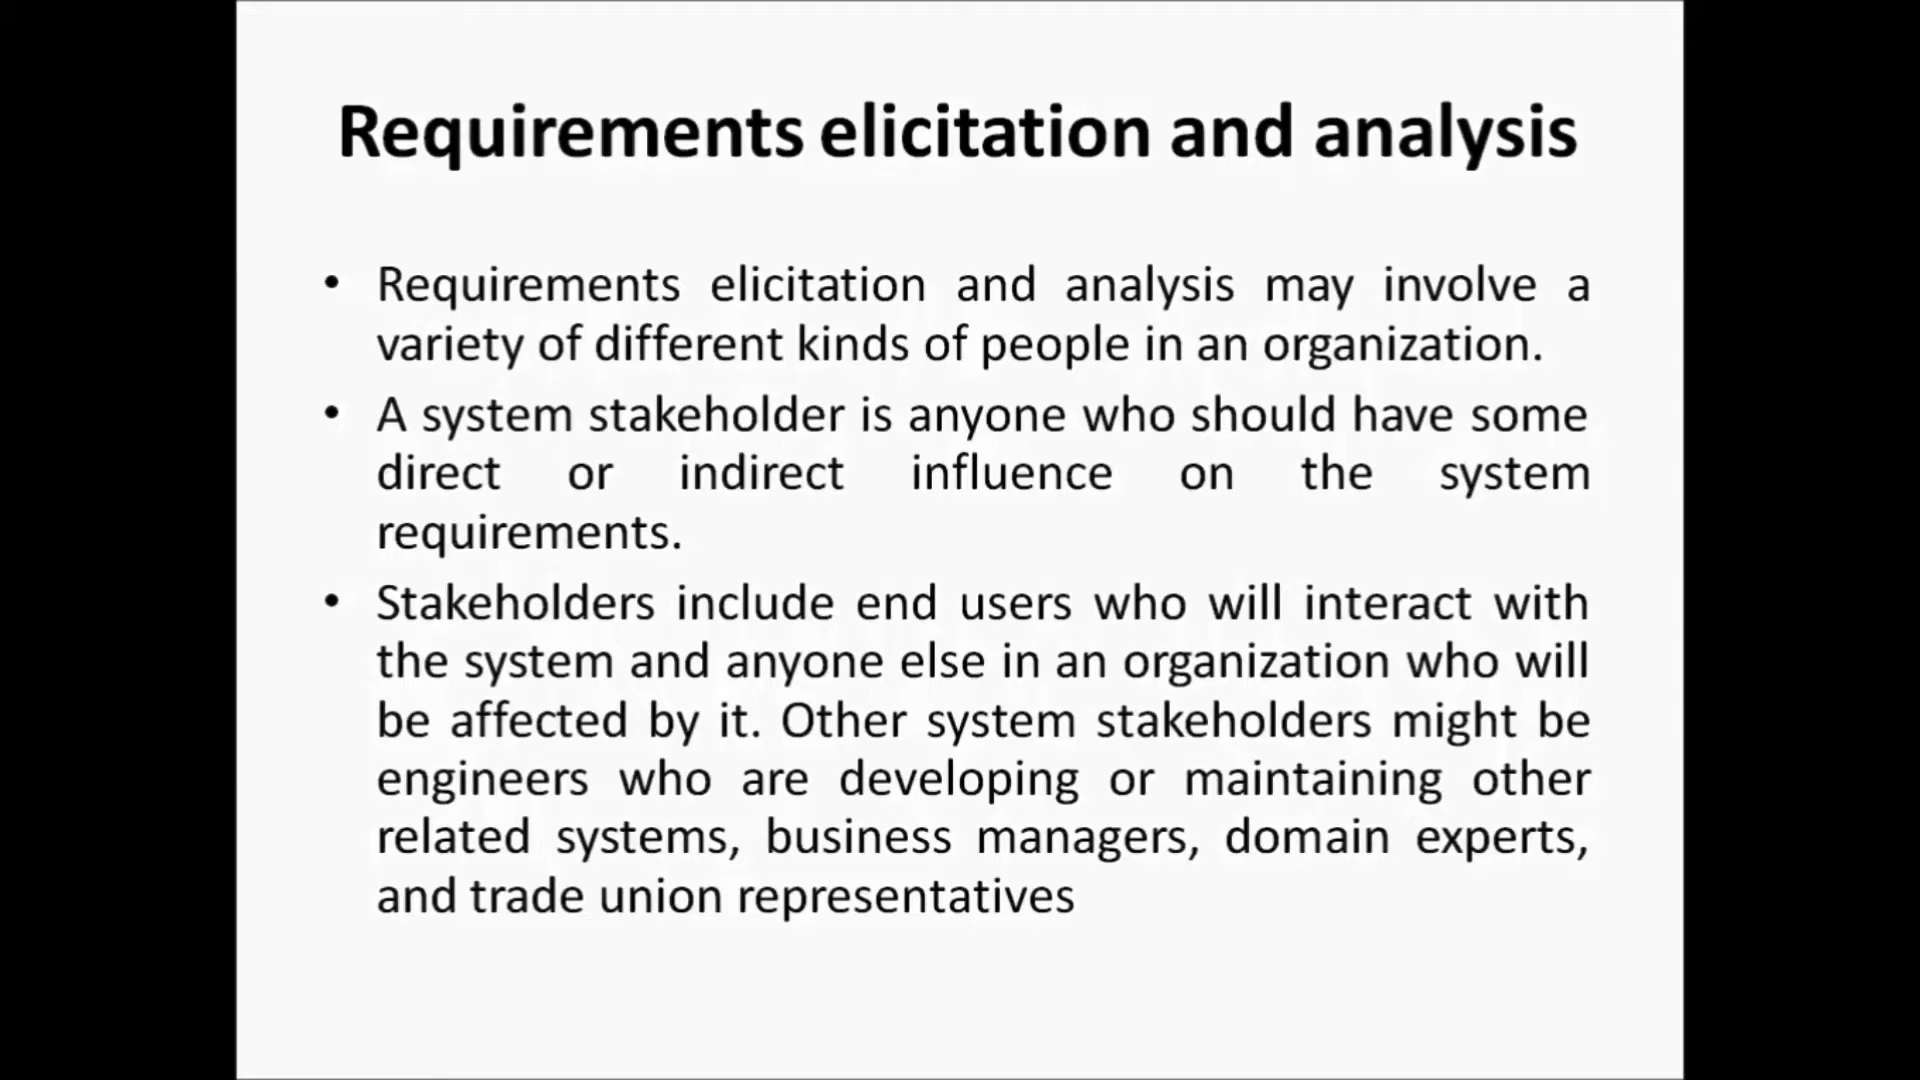 Requirements elicitation and analysis
• Requirements elicitation and analysis may involve a
variety of different kinds of people in an organization.
• A system stakeholder is anyone who should have some
direct or indirect influence on the system
requirements.
• Stakeholders include end users who will interact with
the system and anyone else in an organization who will
be affected by it. Other system stakeholders might be
engineers who are developing or maintaining other
related systems, business managers, domain experts,
and trade union representatives